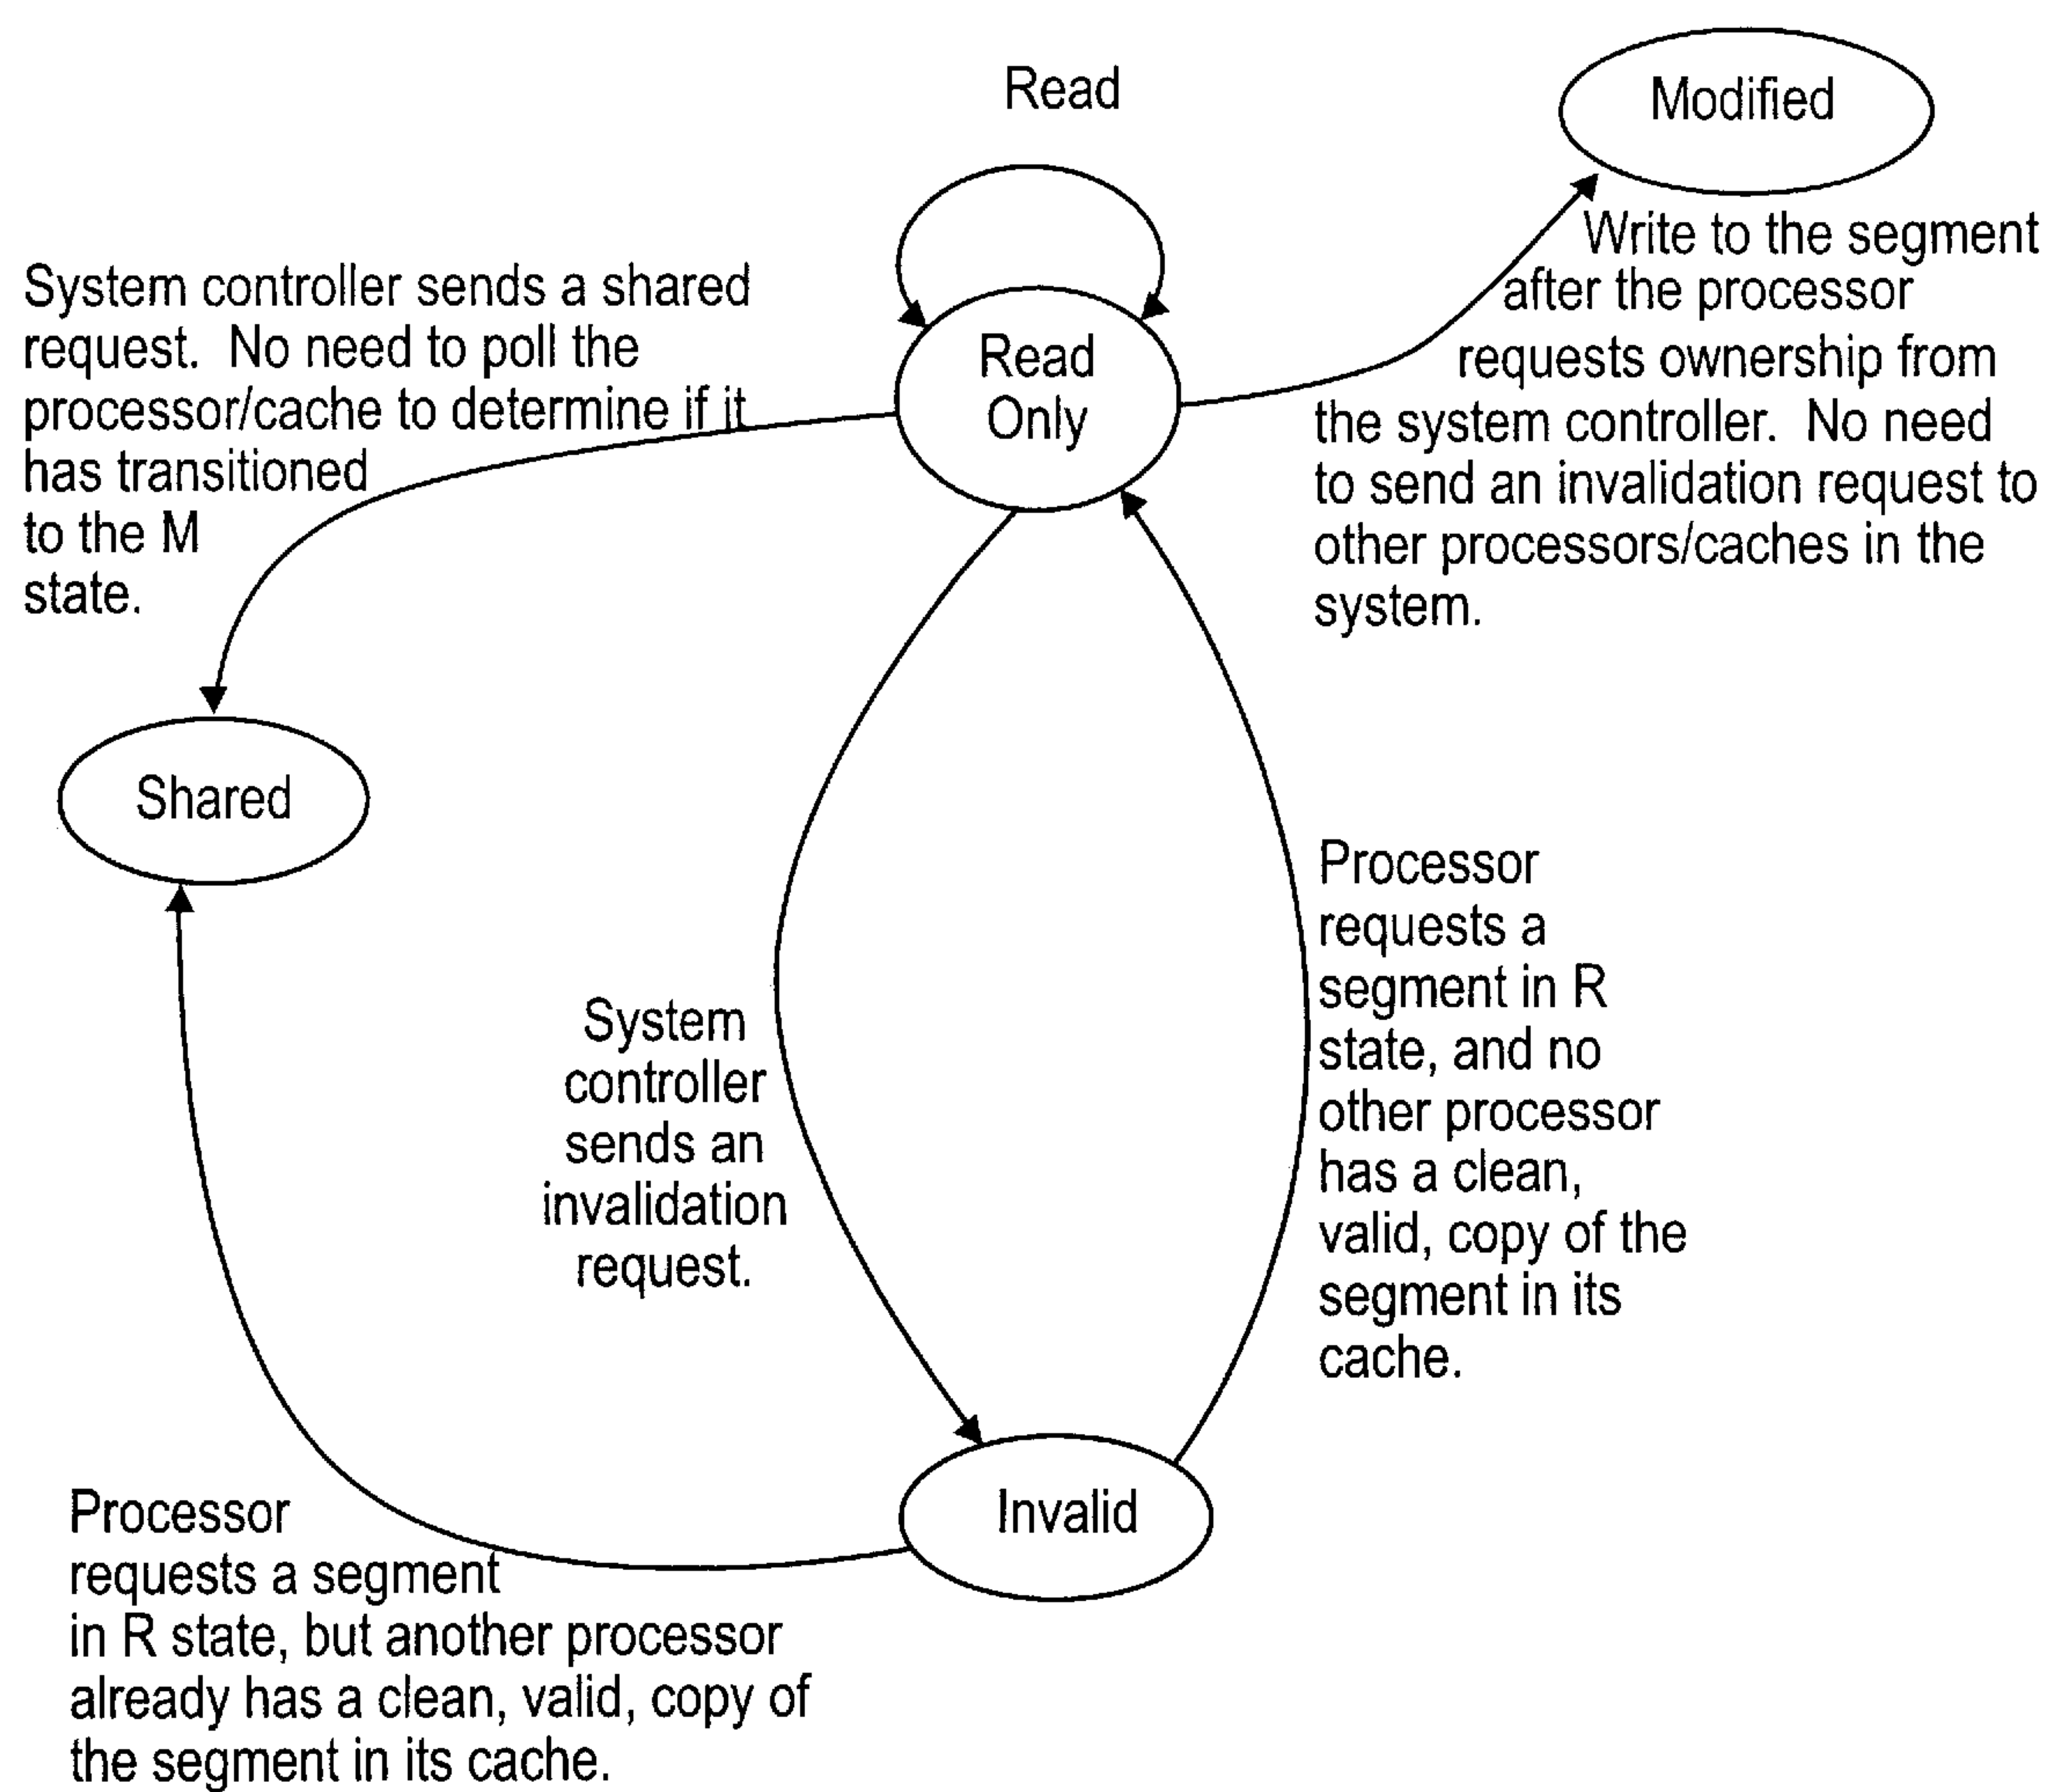 Read
Modified
Read
Only
System controller sends a shared
request. No need to poll the
processor/cache to determine if it
has transitioned
to the M
state.
Write to the segment
after the processor
requests ownership from
the system controller. No need
to send an invalidation request to
other processors/caches in the
system.
Shared
System
controller
sends an
invalidation
request.
Processor
requests a
segment in R
state, and no
other processor
has a clean,
valid, copy of the
segment in its
cache.
Invalid
Processor
requests a segment
in R state, but another processor
already has a clean, valid, copy of
the segment in its cache.